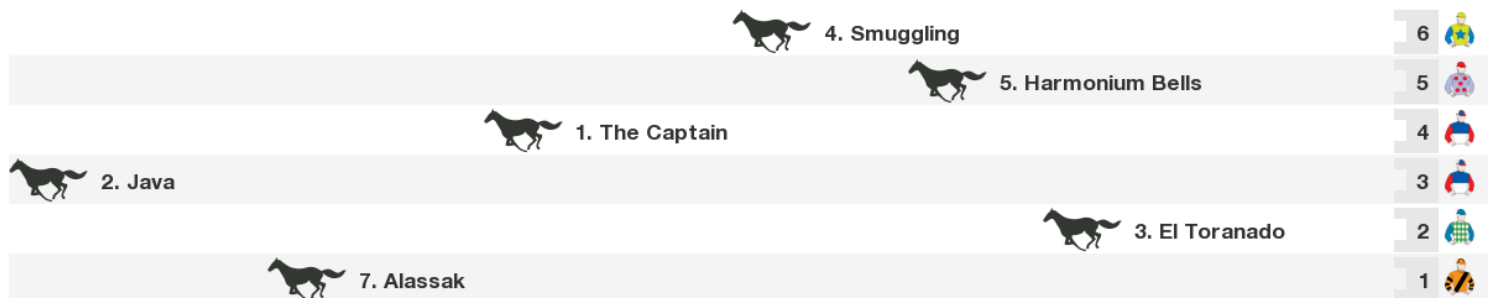 4. Smuggling 6
5. Harmonium Bells 5
1. The Captain 4
2. Java 3
3. El Toranado 2
7. Alassak 1